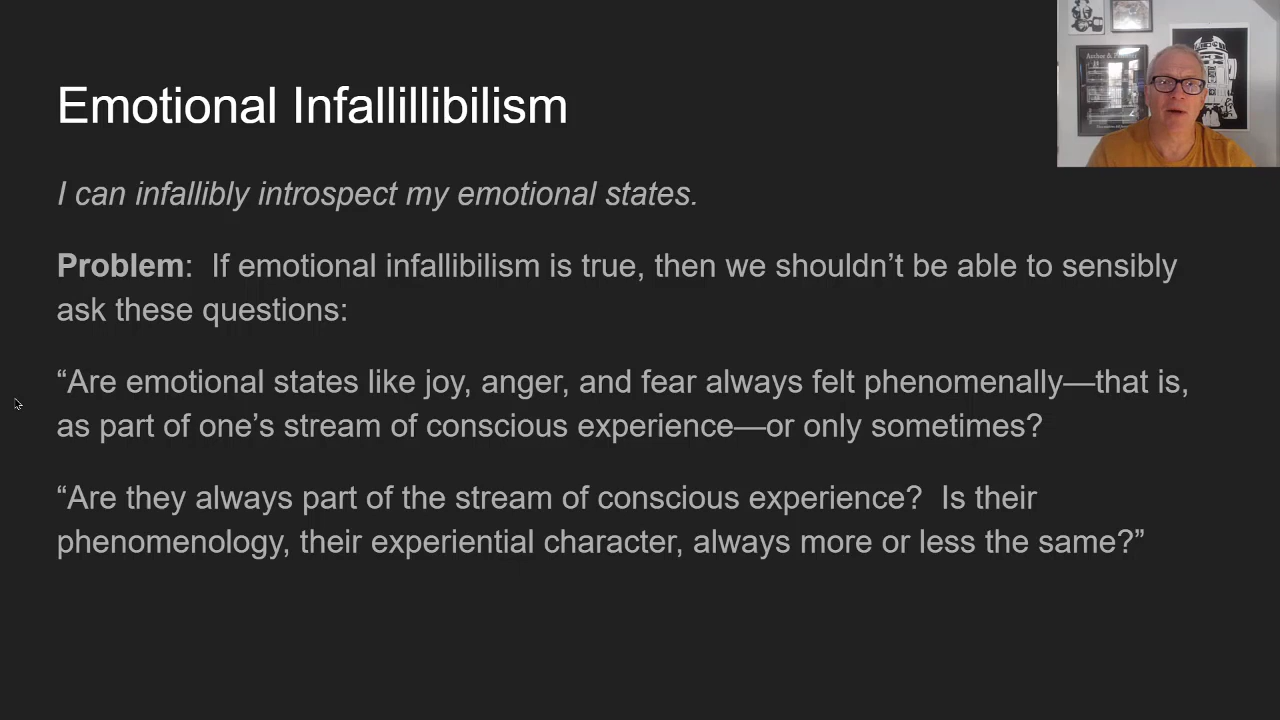 Emotional Infallillibilism
I can infallibly introspect my emotional states.
Problem:  If emotional infallibilism is true, then we shouldn’t be able to sensibly
ask these questions:
“Are emotional states like joy, anger, and fear always felt phenomenally—that is,
as part of one’s stream of conscious experience—or only sometimes?
“Are they always part of the stream of conscious experience?  Is their
phenomenology, their experiential character, always more or less the same?”